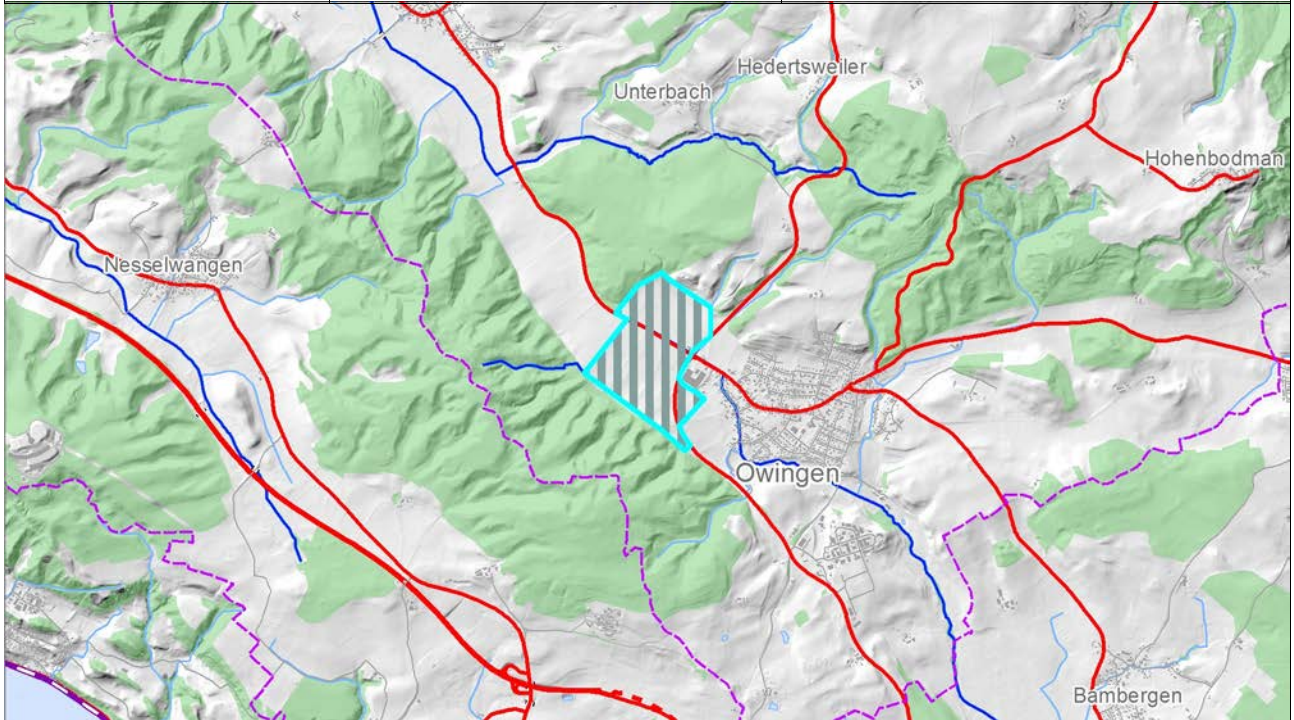 Hedertsweiler
Unterbach
Hohenbodman
Nesselwangen
Owingen
Bambergen